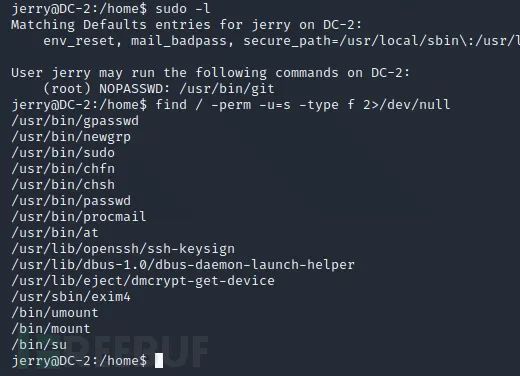 jerry@DC-2:/home$ sudo -l
Matching Defaults entries for jerry on DC-2:
env_reset, mail_badpass, secure_path=/usr/local/sbin\:/usr/l
User jerry may run the following commands on DC-2:
(root) NOPASSWD: /usr/bin/git
jerry@DC-2:/home$ find / -perm -u=s -type f 2>/dev/null
/usr/bin/gpasswd
/usr/bin/newgrp
/usr/bin/sudo
/usr/bin/chfn
/usr/bin/chsh
/usr/bin/passwd
/usr/bin/procmail
/usr/bin/at
/usr/lib/openssh/ssh-keysign
/usr/lib/dbus-1.0/dbus-daemon-launch-helper
/usr/lib/eject/dmcrypt-get-device
/usr/sbin/exim4
/bin/umount
/bin/mount
/bin/su
jerry@DC-2:/home$